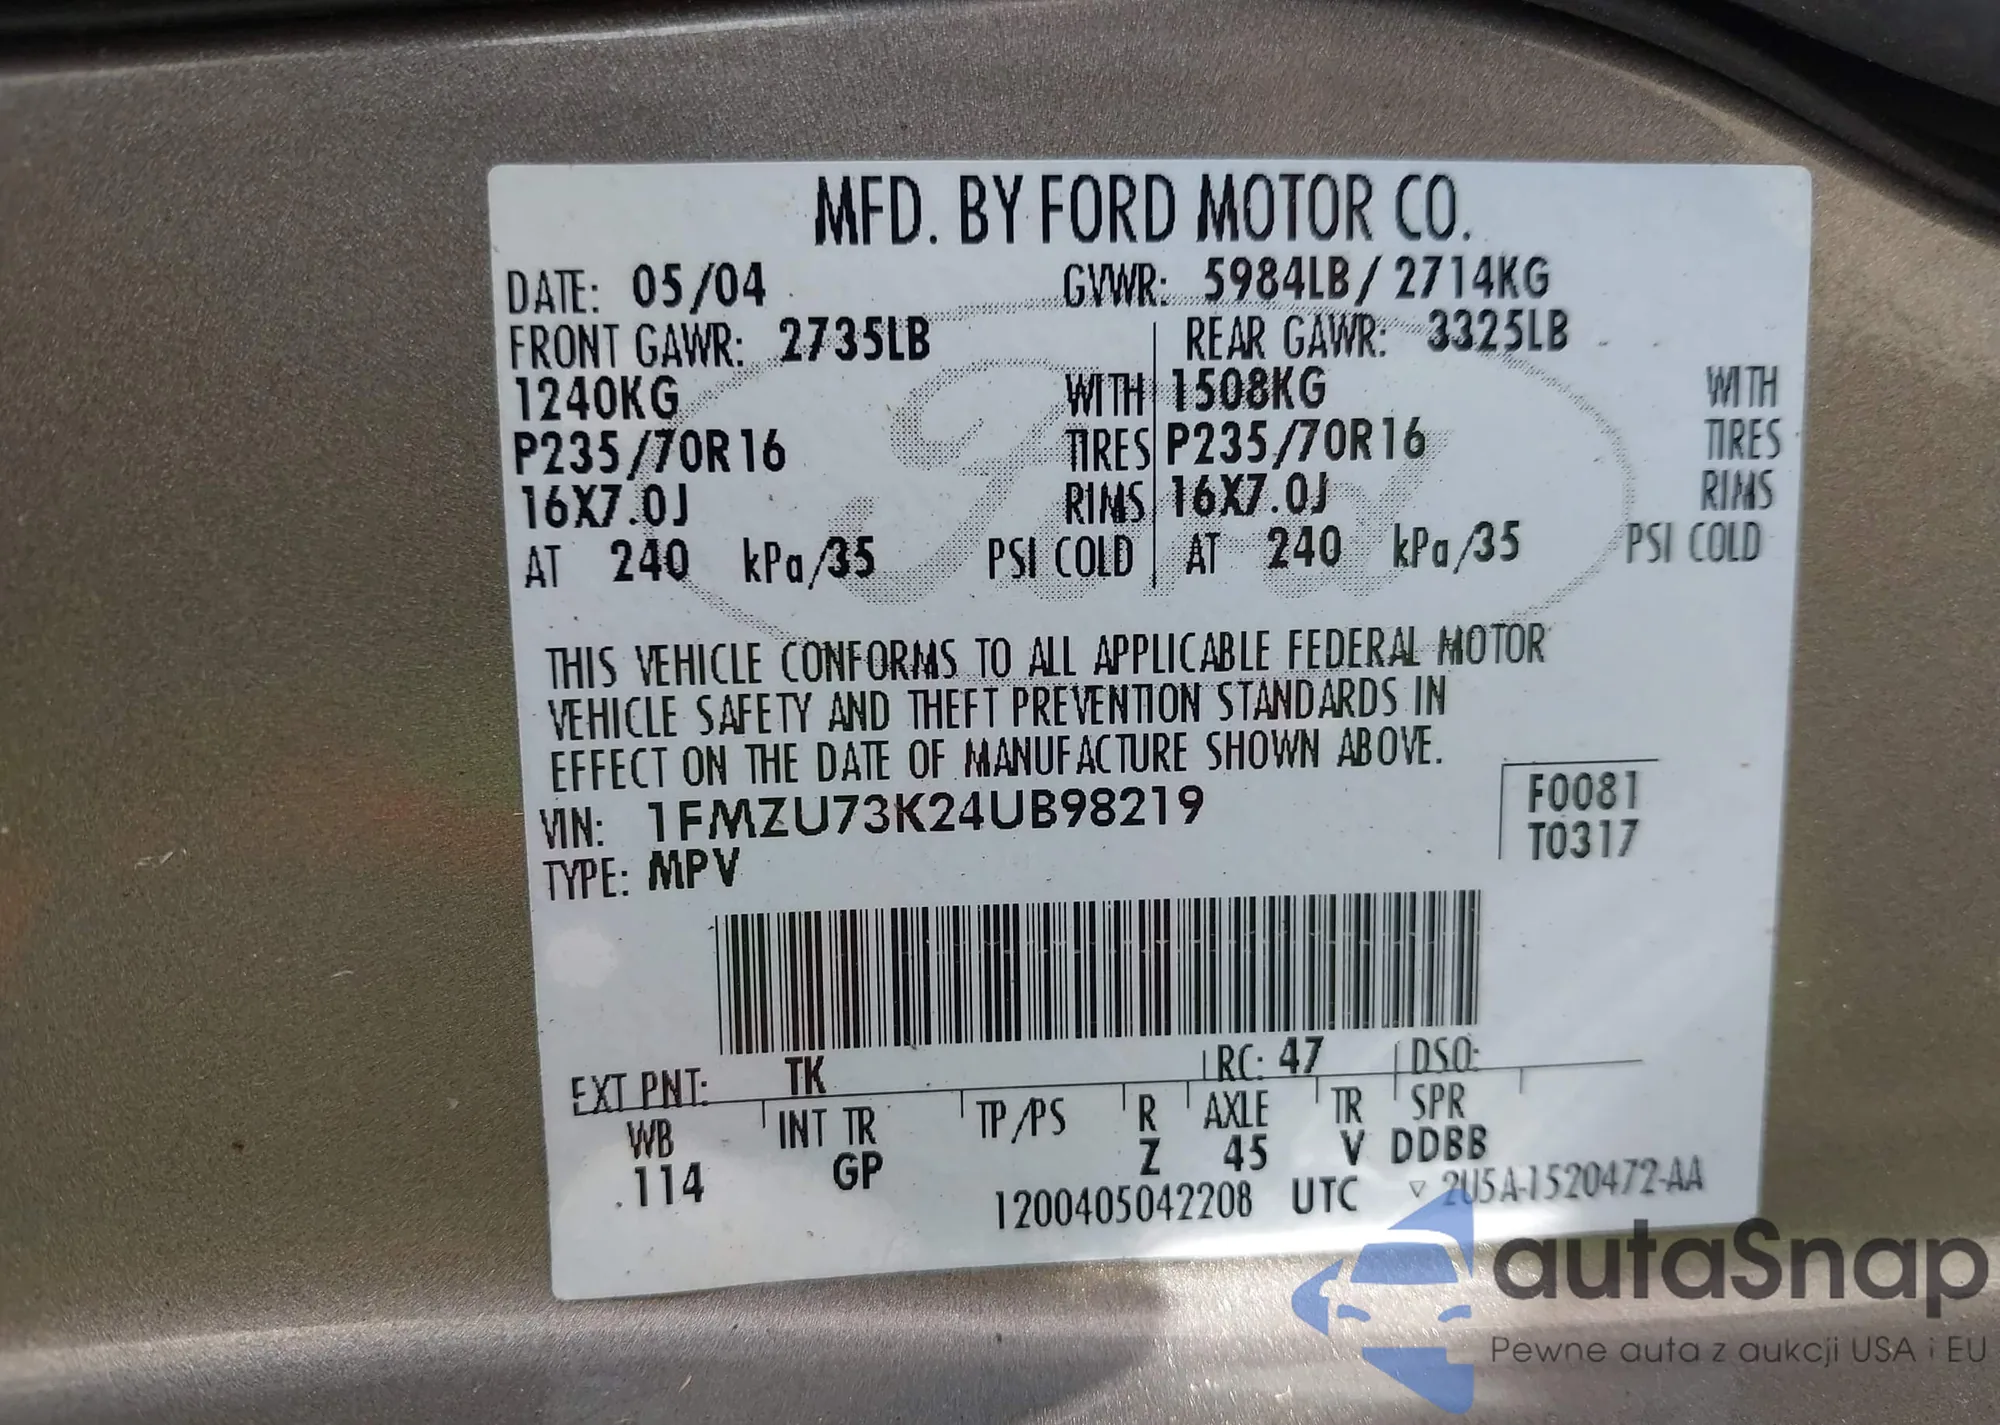 MFD. BY FORD MOTOR CO.
DATE: 05/04 GVWR: 5984LB/2714KG
FRONT GAWR: 2735LB REAR GAWR: 3325LB
1240KG WITH 1508KG WITH
P235/70R16 TIRES P235/70R16 TIRES
16X7.0J RIMS 16X7.0J RIMS
AT 240 kPa/35 PSI COLD AT 240 kPa/35 PSI COLD
THIS VEHICLE CONFORMS TO ALL APPLICABLE FEDERAL MOTOR
VEHICLE SAFETY AND THEFT PREVENTION STANDARDS IN
EFFECT ON THE DATE OF MANUFACTURE SHOWN ABOVE.
VIN: 1FMZU73K24UB98219 F0081
TYPE: MPV T0317
EXT PNT: TK RC: 47 DSO:
WB INT TR TP/PS R AXLE TR SPR
.114 GP Z 45 V DDBB
1200405042208 UTC ▿ 2U5A-1520472-AA
Ford
autaSnap
Pewne auta z aukcji USA i EU